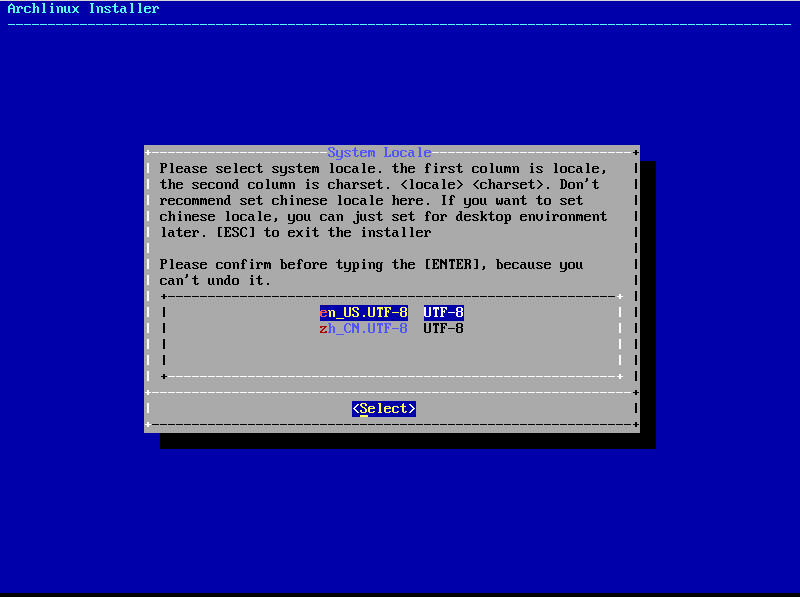 Archlinux Installer
System Locale
Please select system locale. the first column is locale,
the second column is charset. <locale> <charset>. Don't
recommend set chinese locale here. If you want to set
chinese locale, you can just set for desktop environment
later. [ESC] to exit the installer
Please confirm before typing the [ENTER], because you
can't undo it.
en_US.UTF-8 UTF-8
zh_CN.UTF-8 UTF-8
<Select>